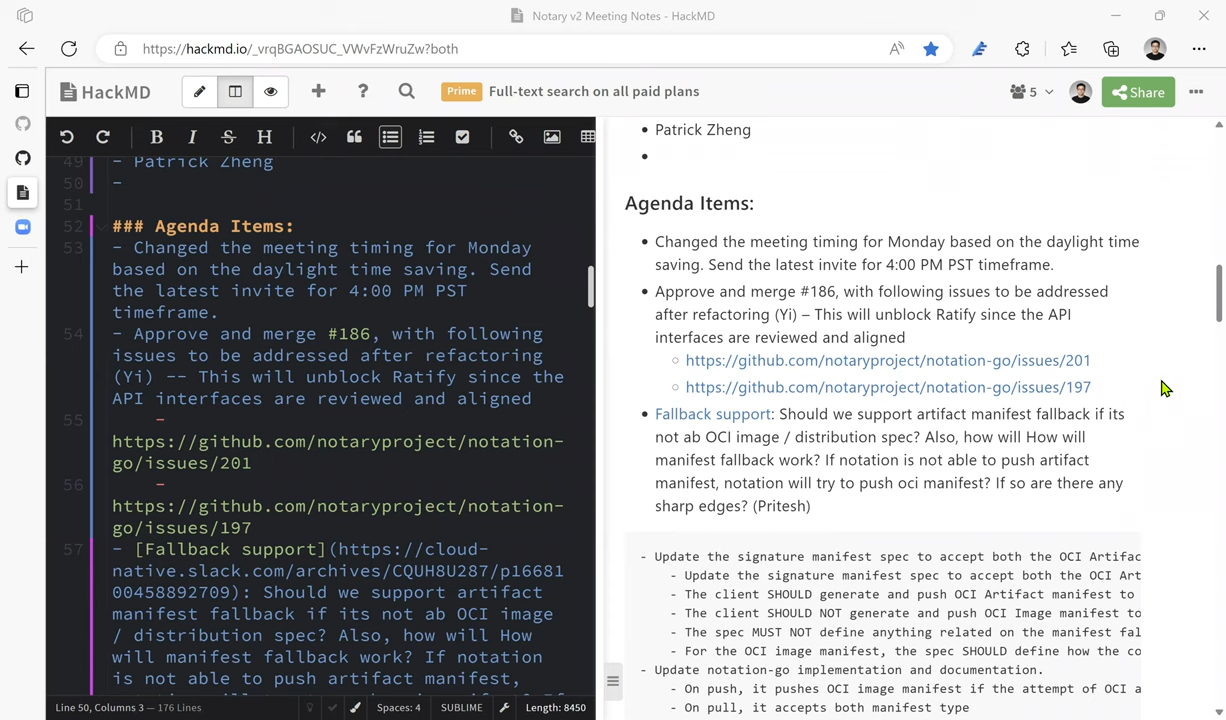 Notary v2 Meeting Notes - HackMD
https://hackmd.io/_vrqBGAOSUC_VWvFzWruZw?both
HackMD
Prime Full-text search on all paid plans
5
Share
49 - Patrick Zheng
50 -
51
52 ### Agenda Items:
53 - Changed the meeting timing for Monday
based on the daylight time saving. Send
the latest invite for 4:00 PM PST
timeframe.
54 - Approve and merge #186, with following
issues to be addressed after refactoring
(Yi) -- This will unblock Ratify since the
API interfaces are reviewed and aligned
55 -
https://github.com/notaryproject/notation-
go/issues/201
56 -
https://github.com/notaryproject/notation-
go/issues/197
57 - [Fallback support](https://cloud-
native.slack.com/archives/CQUH8U287/p16681
00458892709): Should we support artifact
manifest fallback if its not ab OCI image
/ distribution spec? Also, how will How
will manifest fallback work? If notation
is not able to push artifact manifest,
Line 50, Columns 3 — 176 Lines
Spaces: 4
SUBLIME
Length: 8450
• Patrick Zheng
•
Agenda Items:
• Changed the meeting timing for Monday based on the daylight time
saving. Send the latest invite for 4:00 PM PST timeframe.
• Approve and merge #186, with following issues to be addressed
after refactoring (Yi) – This will unblock Ratify since the API
interfaces are reviewed and aligned
○ https://github.com/notaryproject/notation-go/issues/201
○ https://github.com/notaryproject/notation-go/issues/197
• Fallback support: Should we support artifact manifest fallback if its
not ab OCI image / distribution spec? Also, how will How will
manifest fallback work? If notation is not able to push artifact
manifest, notation will try to push oci manifest? If so are there any
sharp edges? (Pritesh)
- Update the signature manifest spec to accept both the OCI Artifac
- Update the signature manifest spec to accept both the OCI Art
- The client SHOULD generate and push OCI Artifact manifest to
- The client SHOULD NOT generate and push OCI Image manifest to
- The spec MUST NOT define anything related on the manifest fal
- For the OCI image manifest, the spec SHOULD define how the co
- Update notation-go implementation and documentation.
- On push, it pushes OCI image manifest if the attempt of OCI a
- On pull, it accepts both manifest type